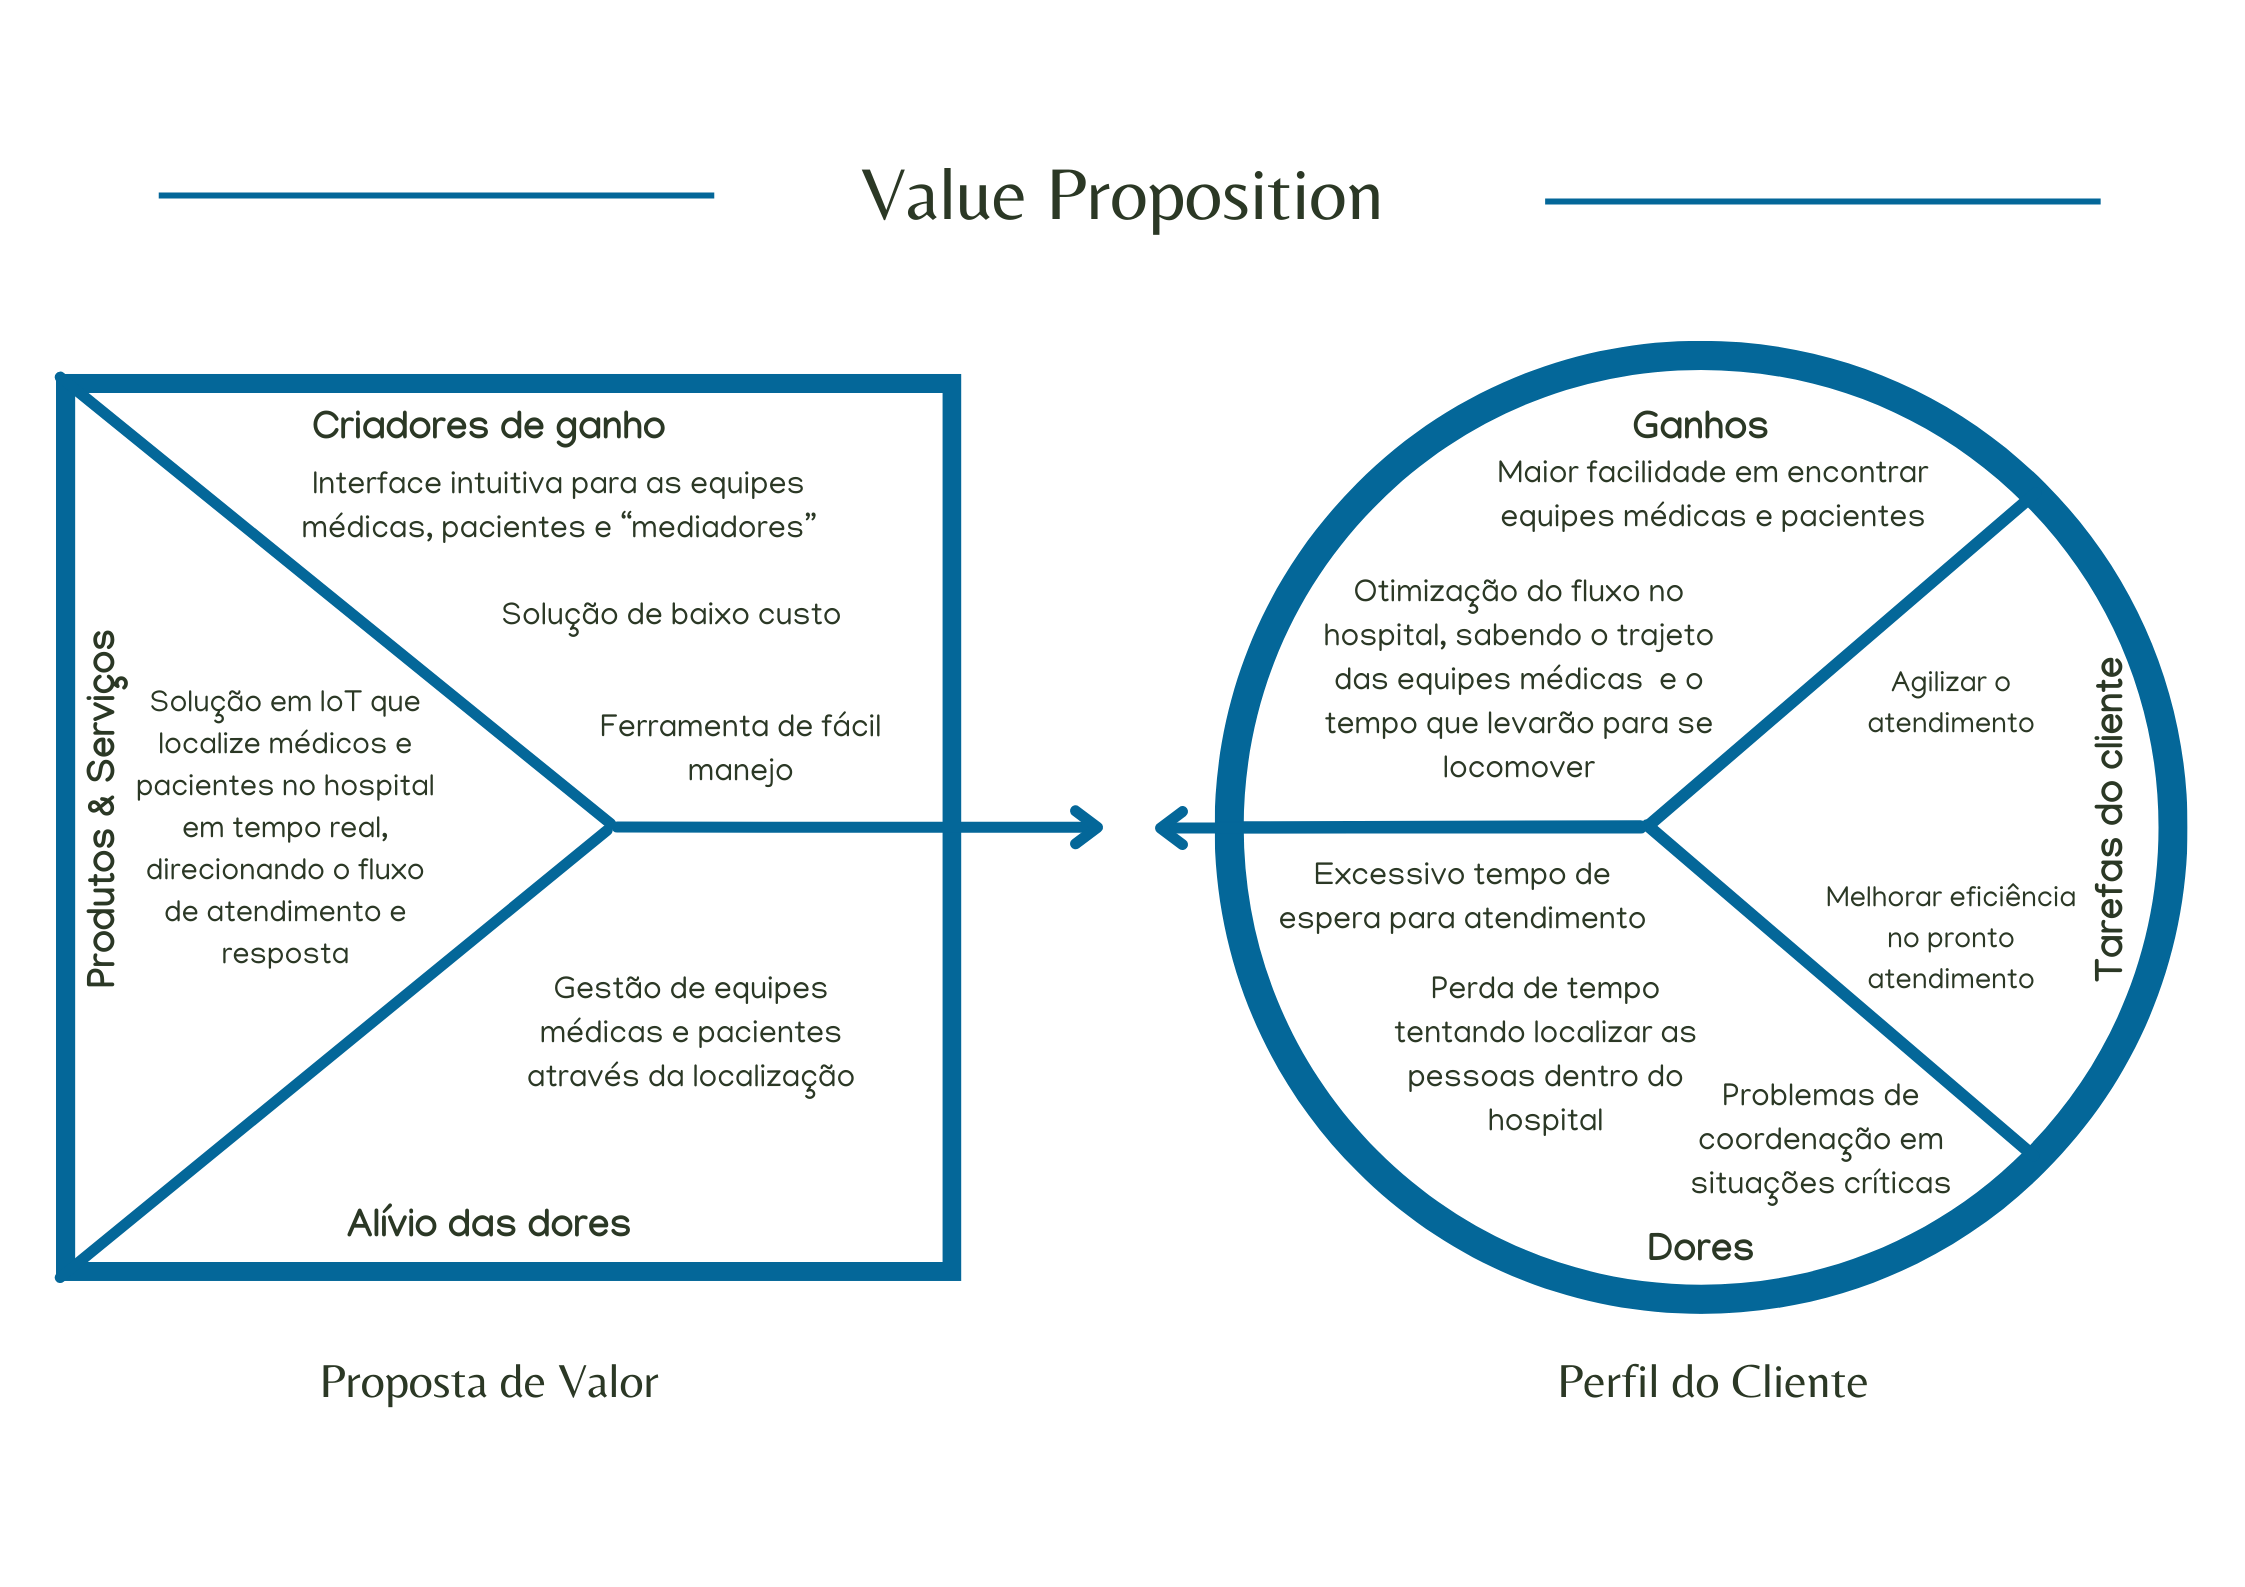 Value Proposition
Criadores de ganho
Interface intuitiva para as equipes
médicas, pacientes e “mediadores”
Solução de baixo custo
Ferramenta de fácil
manejo
Produtos & Serviços
Solução em IoT que
localize médicos e
pacientes no hospital
em tempo real,
direcionando o fluxo
de atendimento e
resposta
Gestão de equipes
médicas e pacientes
através da localização
Alívio das dores
Proposta de Valor
Ganhos
Maior facilidade em encontrar
equipes médicas e pacientes
Otimização do fluxo no
hospital, sabendo o trajeto
das equipes médicas  e o
tempo que levarão para se
locomover
Agilizar o
atendimento
Melhorar eficiência
no pronto
atendimento
Tarefas do cliente
Excessivo tempo de
espera para atendimento
Perda de tempo
tentando localizar as
pessoas dentro do
hospital
Problemas de
coordenação em
situações críticas
Dores
Perfil do Cliente